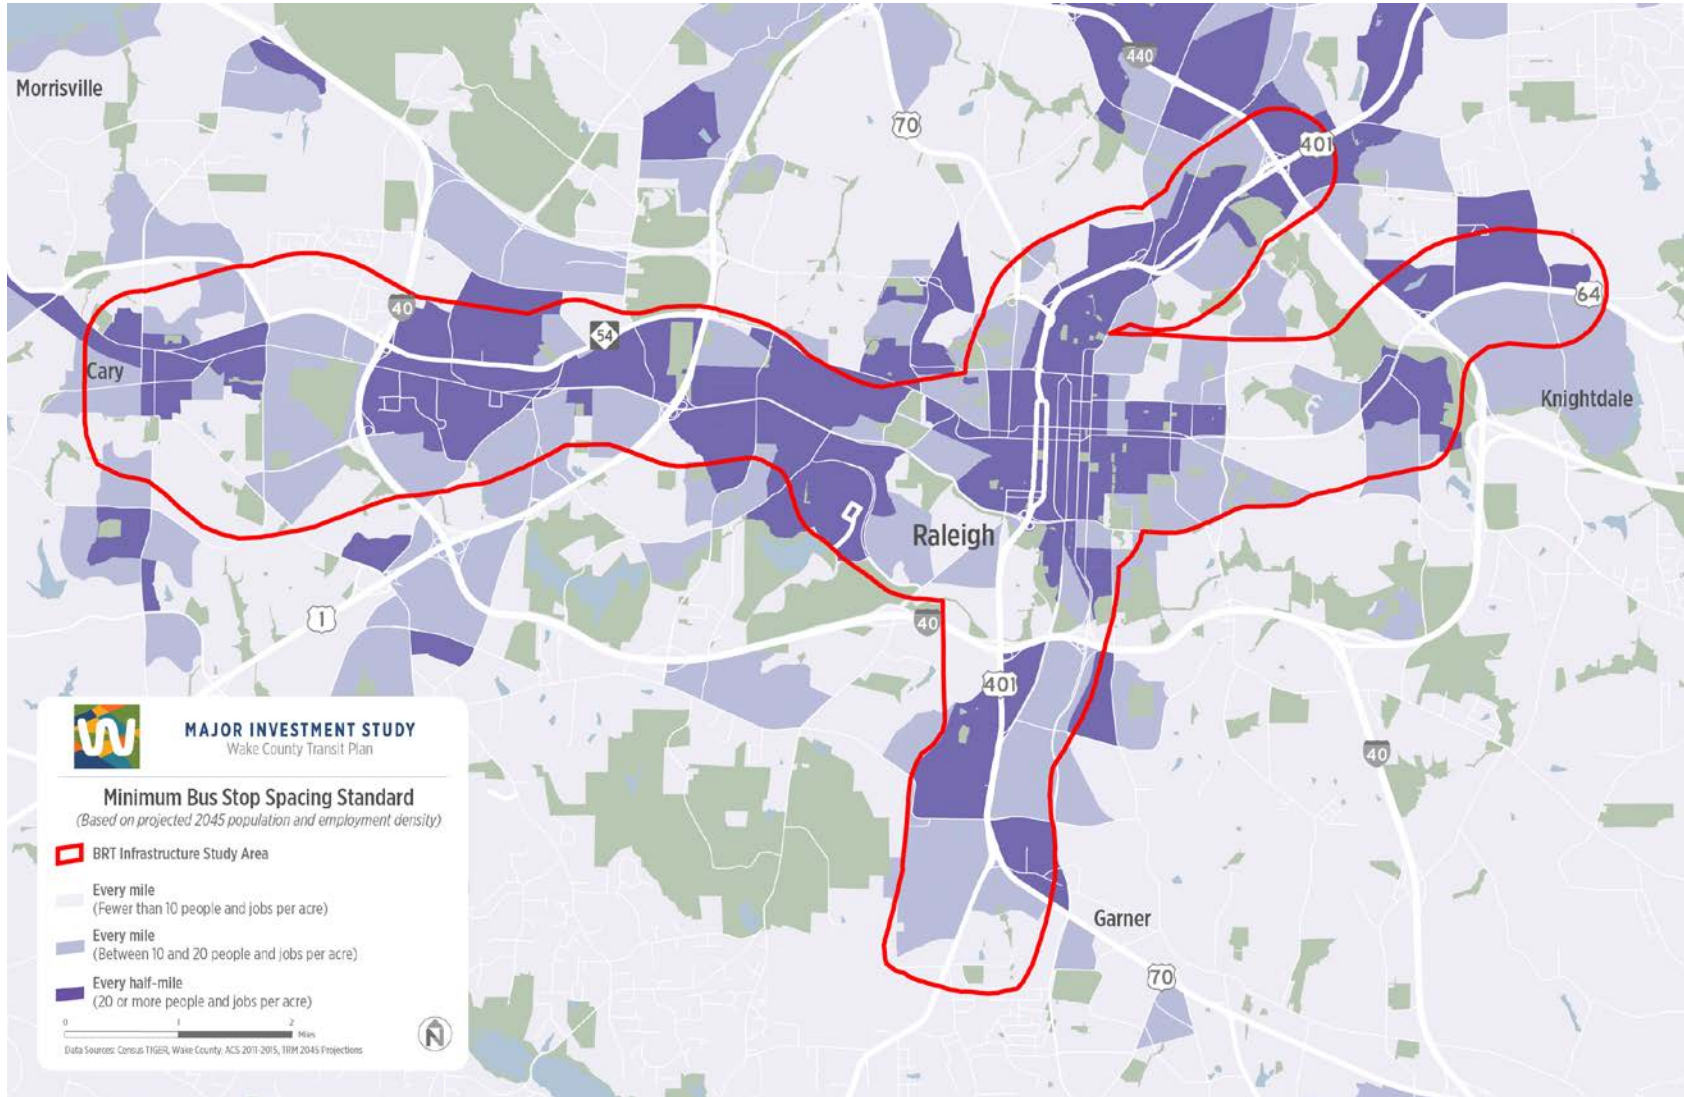 Morrisville
440
70
401
40
64
54
Cary
Knightdale
Raleigh
1
40
401
40
Garner
70
W
MAJOR INVESTMENT STUDY
Wake County Transit Plan
Minimum Bus Stop Spacing Standard
(Based on projected 2045 population and employment density)
BRT Infrastructure Study Area
Every mile
(Fewer than 10 people and jobs per acre)
Every mile
(Between 10 and 20 people and jobs per acre)
Every half-mile
(20 or more people and jobs per acre)
0 1 2
Miles
N
Data Sources: Census TIGER, Wake County, ACS 2011-2015, TRM 2045 Projections